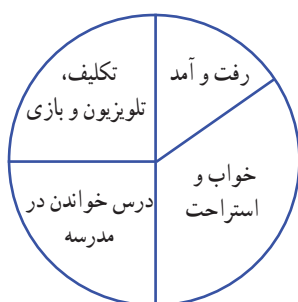 رفت و آمد
تکلیف،
تلویزیون و بازی
خواب و
استراحت
درس خواندن در
مدرسه